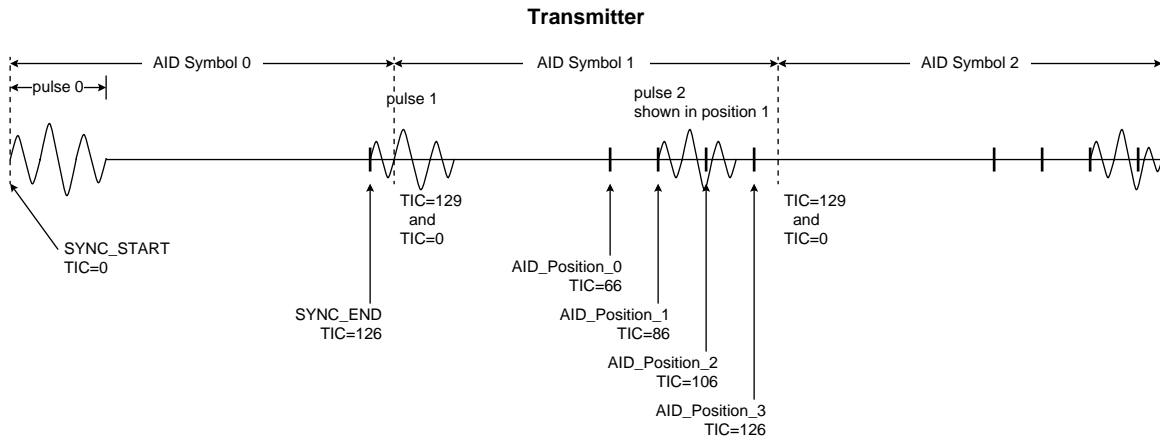 Transmitter
AID Symbol 0
AID Symbol 1
AID Symbol 2
pulse 0
pulse 1
pulse 2
shown in position 1
TIC=129
and
TIC=0
TIC=129
and
TIC=0
SYNC_START
TIC=0
AID_Position_0
TIC=66
SYNC_END
TIC=126
AID_Position_1
TIC=86
AID_Position_2
TIC=106
AID_Position_3
TIC=126